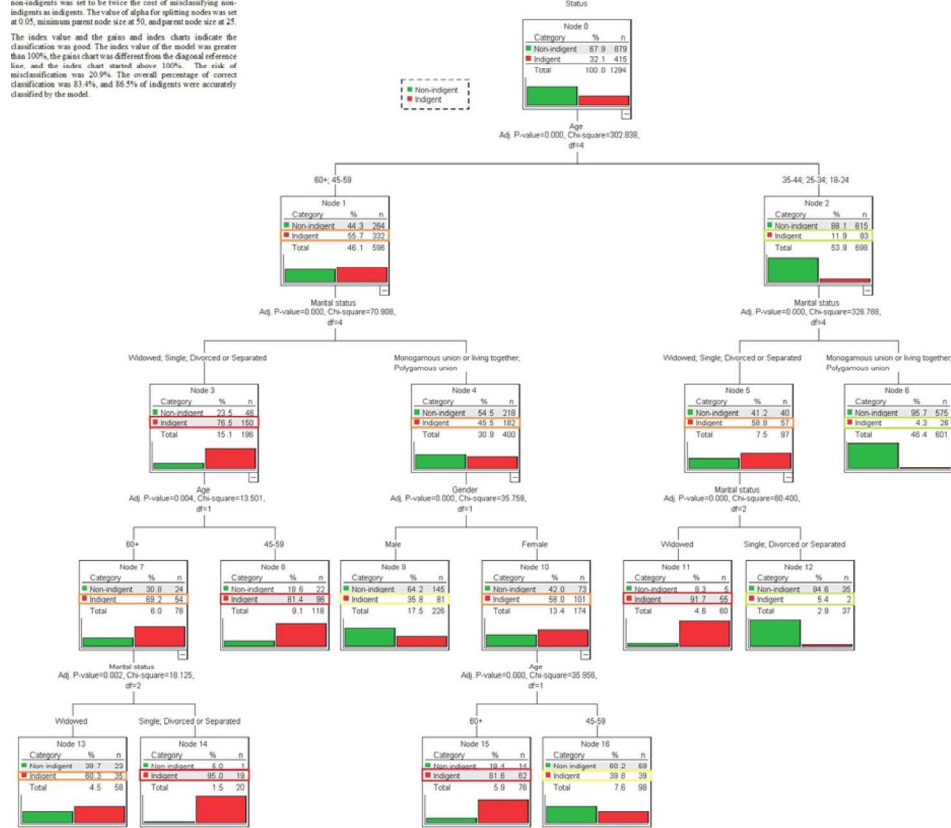 non-indigents was set to be twice the cost of misclassifying non-
indigents as indigents. The value of alpha for splitting nodes was set
at 0.05, minimum parent node size at 50, and parent node size at 25.
The index value and the gains and index charts indicate the
classification was good. The index value of the model was greater
than 100%, the gains chart was different from the diagonal reference
line, and the index chart started above 100%. The risk of
misclassification was 20.9%. The overall percentage of correct
classification was 83.4%, and 86.5% of indigents were accurately
classified by the model.
Status
Node 0
Category % n
Non-indigent 67.9 879
Indigent 32.1 415
Total 100.0 1294
Non-indigent
Indigent
Age
Adj. P-value=0.000, Chi-square=302.838,
df=4
60+; 45-59
35-44; 25-34; 18-24
Node 1
Category % n
Non-indigent 44.3 264
Indigent 55.7 332
Total 46.1 596
Node 2
Category % n
Non-indigent 88.1 615
Indigent 11.9 83
Total 53.9 698
Marital status
Adj. P-value=0.000, Chi-square=70.908,
df=4
Marital status
Adj. P-value=0.000, Chi-square=326.788,
df=4
Widowed; Single; Divorced or Separated
Monogamous union or living together;
Polygamous union
Widowed; Single; Divorced or Separated
Monogamous union or living together;
Polygamous union
Node 3
Category % n
Non-indigent 23.5 46
Indigent 76.5 150
Total 15.1 196
Node 4
Category % n
Non-indigent 54.5 218
Indigent 45.5 182
Total 30.9 400
Node 5
Category % n
Non-indigent 41.2 40
Indigent 58.8 57
Total 7.5 97
Node 6
Category % n
Non-indigent 95.7 575
Indigent 4.3 26
Total 46.4 601
Age
Adj. P-value=0.004, Chi-square=13.501,
df=1
Gender
Adj. P-value=0.000, Chi-square=35.759,
df=1
Marital status
Adj. P-value=0.000, Chi-square=60.400,
df=2
60+
45-59
Male
Female
Widowed
Single; Divorced or Separated
Node 7
Category % n
Non-indigent 30.8 24
Indigent 69.2 54
Total 6.0 78
Node 8
Category % n
Non-indigent 18.6 22
Indigent 81.4 96
Total 9.1 118
Node 9
Category % n
Non-indigent 64.2 145
Indigent 35.8 81
Total 17.5 226
Node 10
Category % n
Non-indigent 42.0 73
Indigent 58.0 101
Total 13.4 174
Node 11
Category % n
Non-indigent 8.3 5
Indigent 91.7 55
Total 4.6 60
Node 12
Category % n
Non-indigent 94.6 35
Indigent 5.4 2
Total 2.9 37
Marital status
Adj. P-value=0.002, Chi-square=18.125,
df=2
Age
Adj. P-value=0.000, Chi-square=35.958,
df=1
Widowed
Single; Divorced or Separated
60+
45-59
Node 13
Category % n
Non-indigent 39.7 23
Indigent 60.3 35
Total 4.5 58
Node 14
Category % n
Non-indigent 5.0 1
Indigent 95.0 19
Total 1.5 20
Node 15
Category % n
Non-indigent 18.4 14
Indigent 81.6 62
Total 5.9 76
Node 16
Category % n
Non-indigent 60.2 59
Indigent 39.8 39
Total 7.6 98